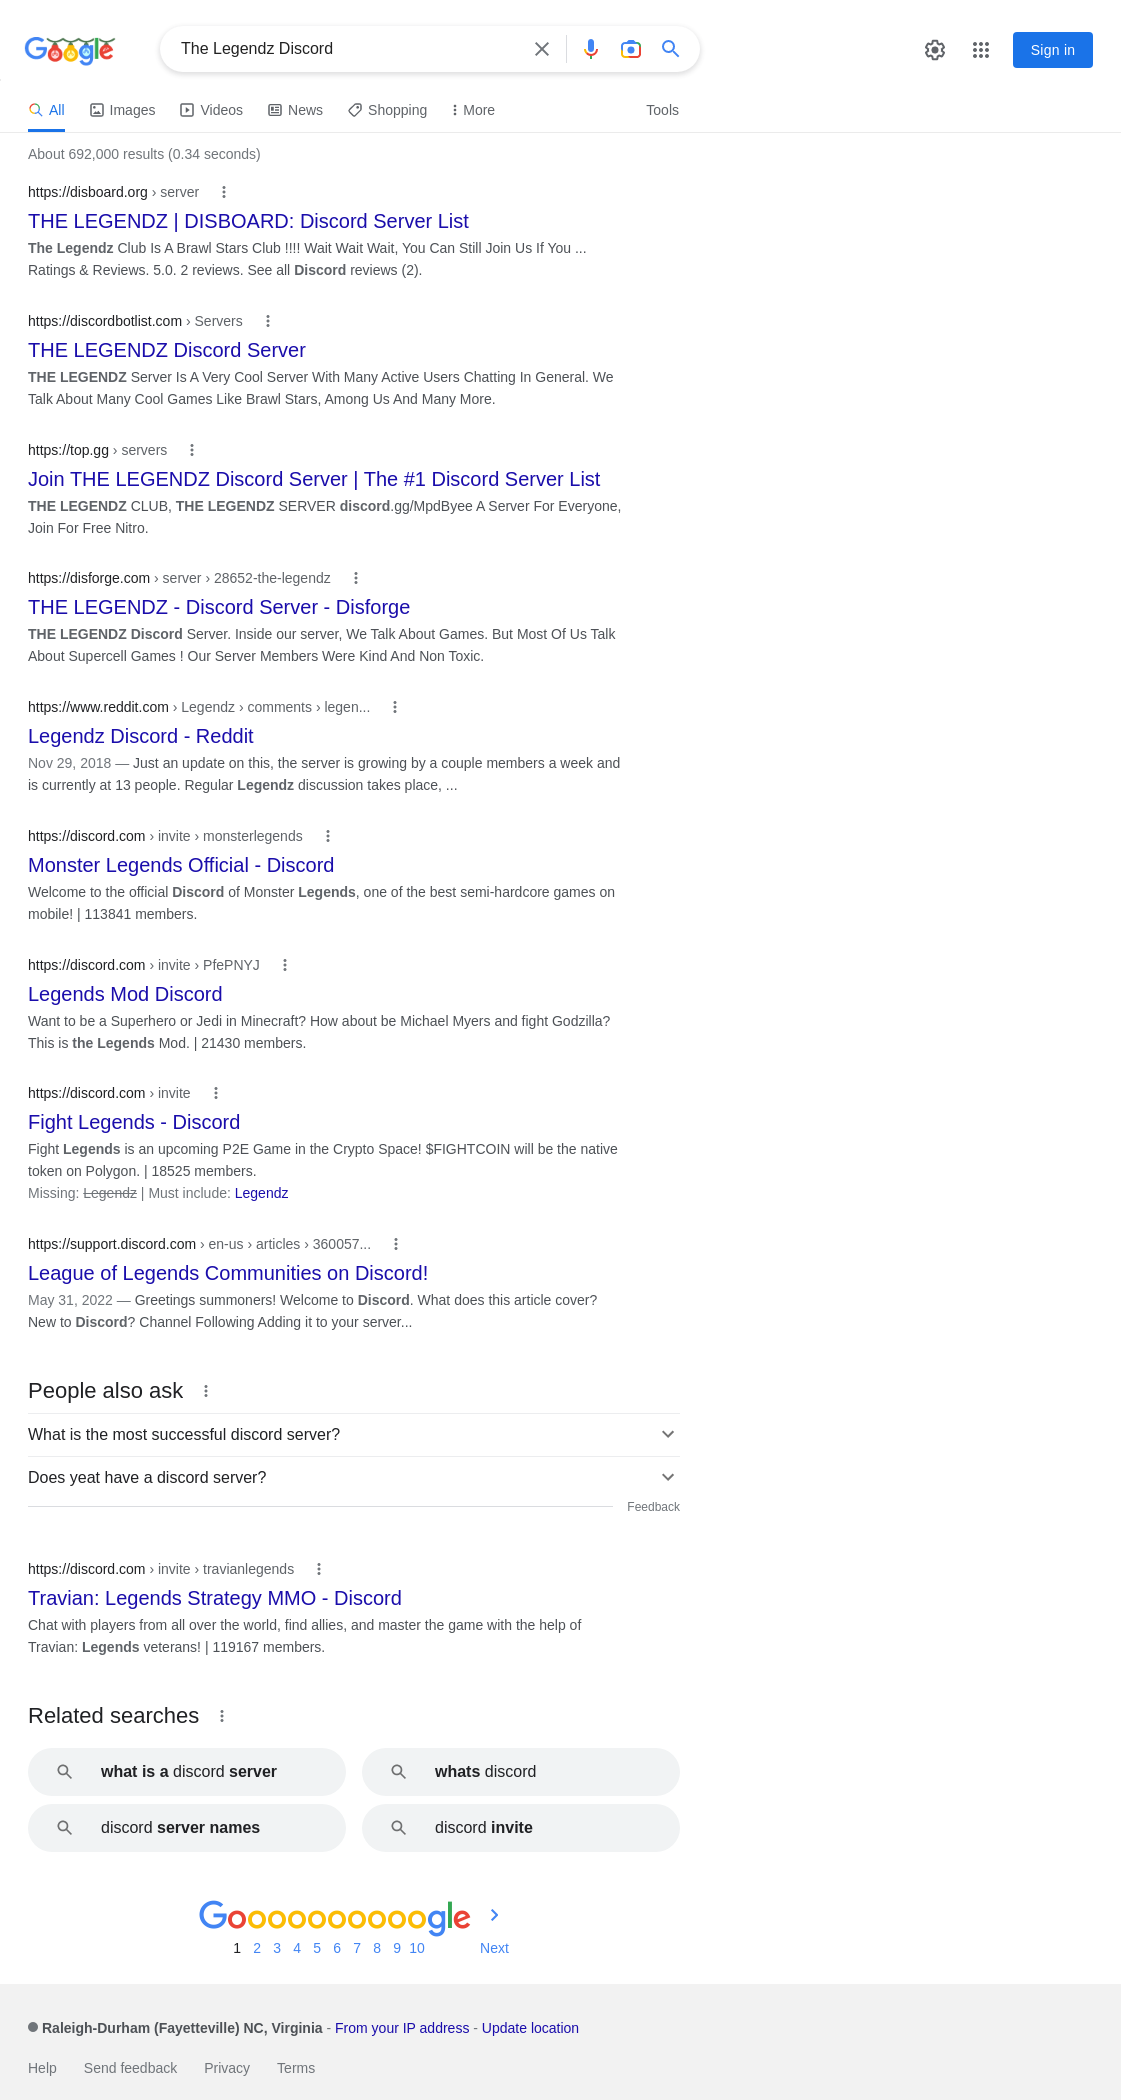 Google
The Legendz Discord
Sign in
All Images Videos News Shopping More Tools
About 692,000 results (0.34 seconds)
https://disboard.org › server
THE LEGENDZ | DISBOARD: Discord Server List
The Legendz Club Is A Brawl Stars Club !!!! Wait Wait Wait, You Can Still Join Us If You ...
Ratings & Reviews. 5.0. 2 reviews. See all Discord reviews (2).
https://discordbotlist.com › Servers
THE LEGENDZ Discord Server
THE LEGENDZ Server Is A Very Cool Server With Many Active Users Chatting In General. We
Talk About Many Cool Games Like Brawl Stars, Among Us And Many More.
https://top.gg › servers
Join THE LEGENDZ Discord Server | The #1 Discord Server List
THE LEGENDZ CLUB, THE LEGENDZ SERVER discord.gg/MpdByee A Server For Everyone,
Join For Free Nitro.
https://disforge.com › server › 28652-the-legendz
THE LEGENDZ - Discord Server - Disforge
THE LEGENDZ Discord Server. Inside our server, We Talk About Games. But Most Of Us Talk
About Supercell Games ! Our Server Members Were Kind And Non Toxic.
https://www.reddit.com › Legendz › comments › legen...
Legendz Discord - Reddit
Nov 29, 2018 — Just an update on this, the server is growing by a couple members a week and
is currently at 13 people. Regular Legendz discussion takes place, ...
https://discord.com › invite › monsterlegends
Monster Legends Official - Discord
Welcome to the official Discord of Monster Legends, one of the best semi-hardcore games on
mobile! | 113841 members.
https://discord.com › invite › PfePNYJ
Legends Mod Discord
Want to be a Superhero or Jedi in Minecraft? How about be Michael Myers and fight Godzilla?
This is the Legends Mod. | 21430 members.
https://discord.com › invite
Fight Legends - Discord
Fight Legends is an upcoming P2E Game in the Crypto Space! $FIGHTCOIN will be the native
token on Polygon. | 18525 members.
Missing: Legendz | Must include: Legendz
https://support.discord.com › en-us › articles › 360057...
League of Legends Communities on Discord!
May 31, 2022 — Greetings summoners! Welcome to Discord. What does this article cover?
New to Discord? Channel Following Adding it to your server...
People also ask
What is the most successful discord server?
Does yeat have a discord server?
Feedback
https://discord.com › invite › travianlegends
Travian: Legends Strategy MMO - Discord
Chat with players from all over the world, find allies, and master the game with the help of
Travian: Legends veterans! | 119167 members.
Related searches
what is a discord server
whats discord
discord server names
discord invite
Goooooooooogle
1 2 3 4 5 6 7 8 9 10 Next
Raleigh-Durham (Fayetteville) NC, Virginia - From your IP address - Update location
Help Send feedback Privacy Terms